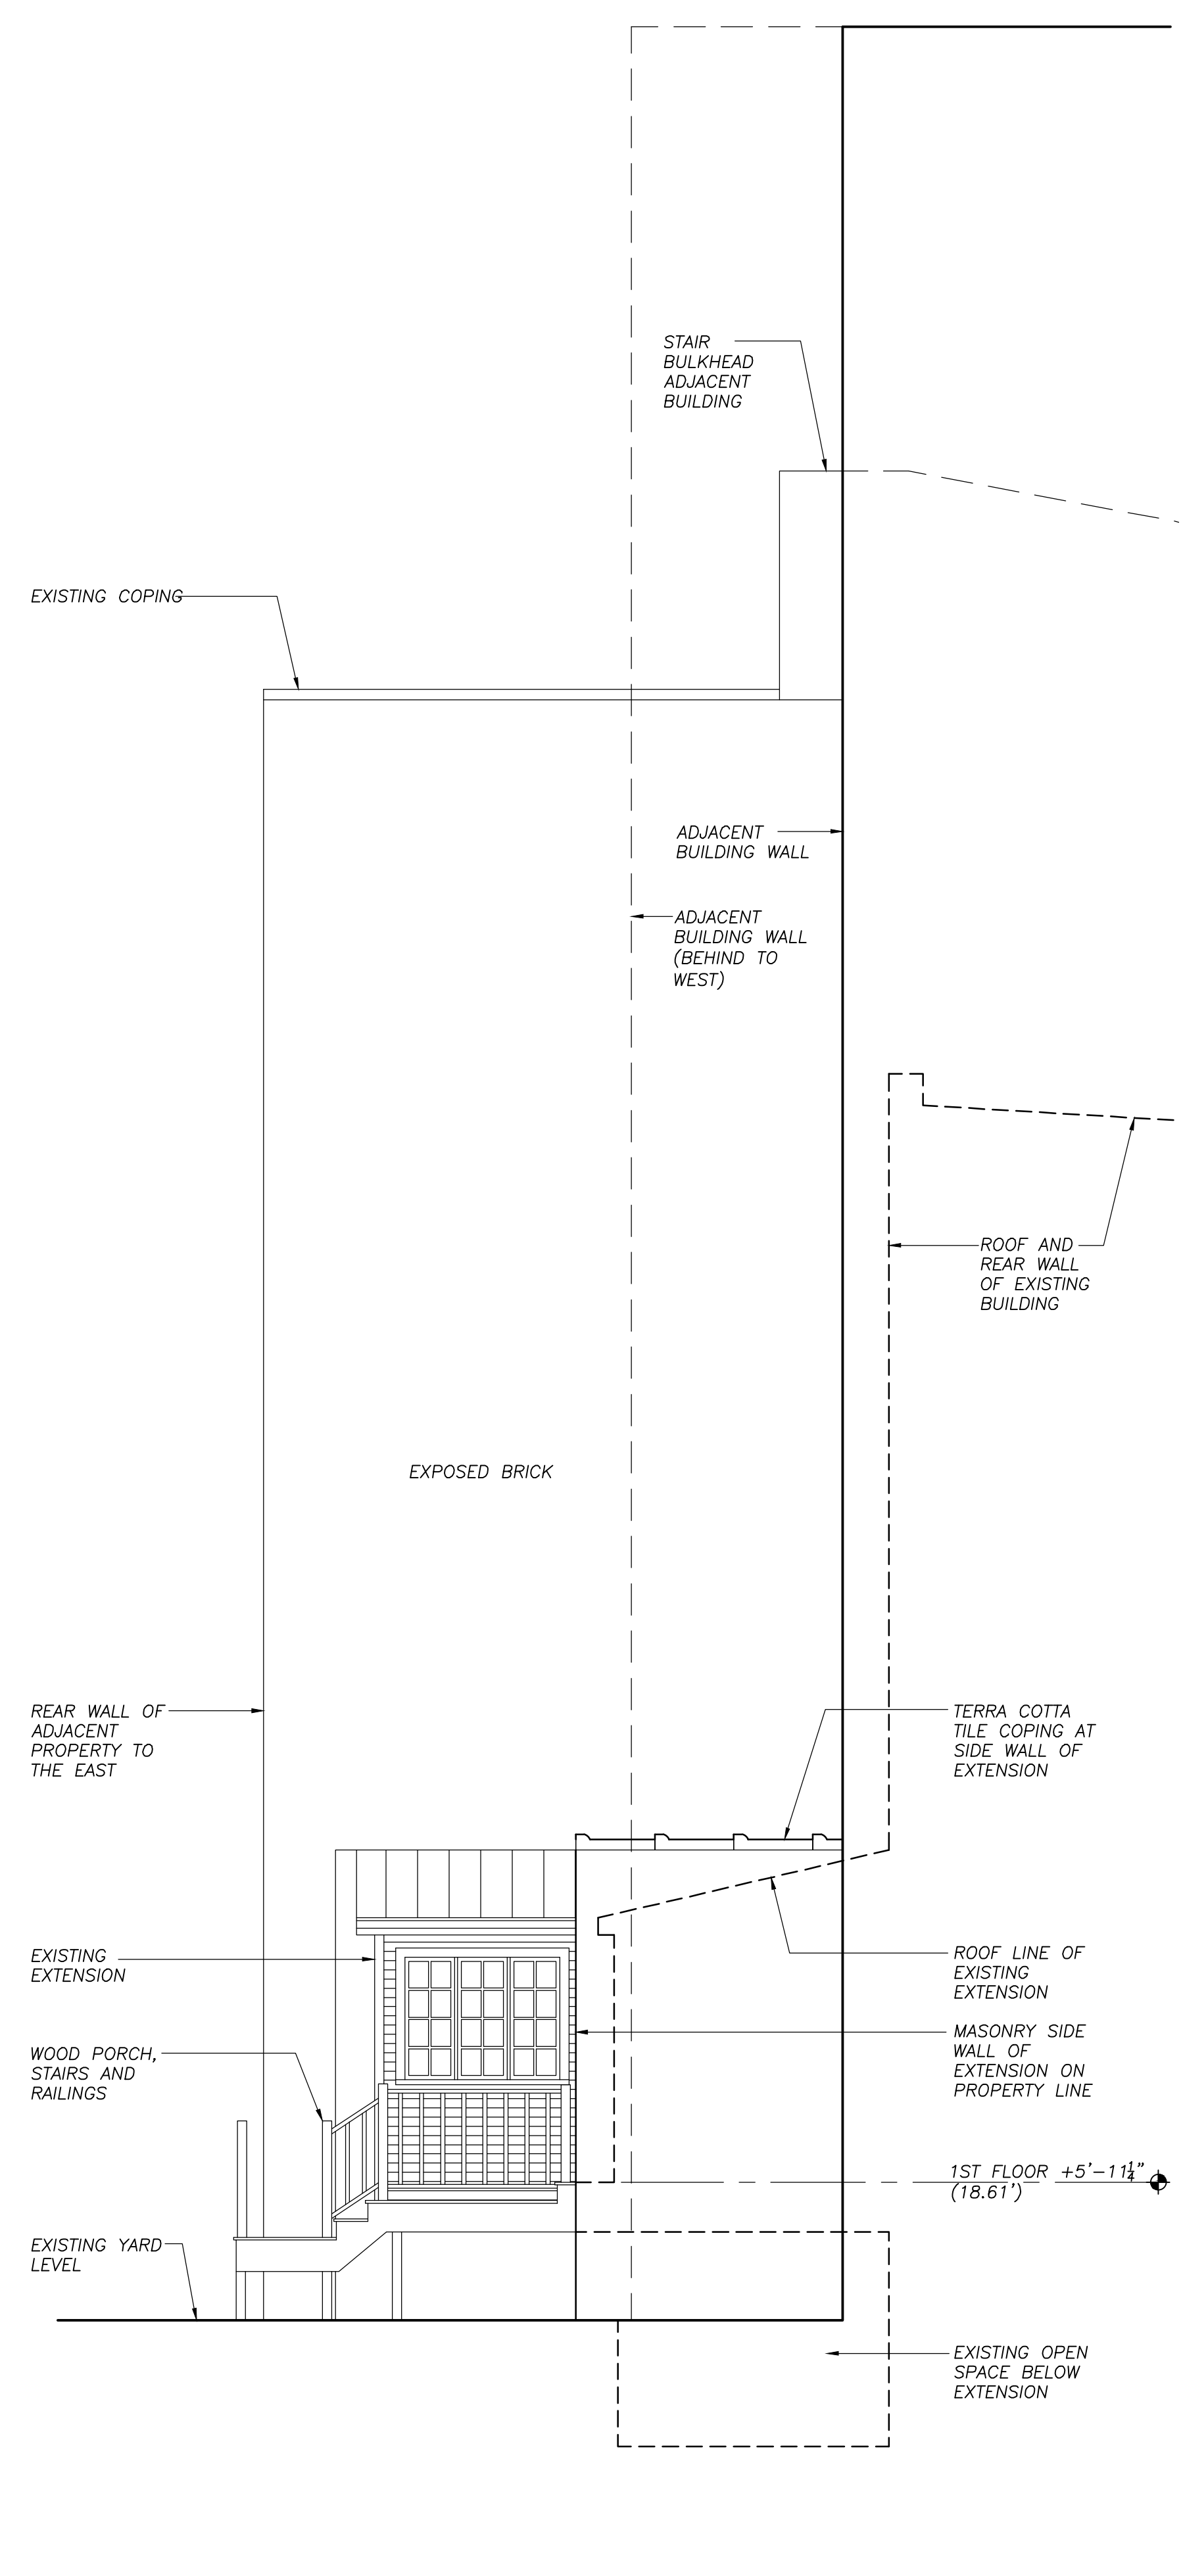 STAIR
BULKHEAD
ADJACENT
BUILDING
EXISTING COPING
ADJACENT
BUILDING WALL
ADJACENT
BUILDING WALL
(BEHIND TO
WEST)
ROOF AND
REAR WALL
OF EXISTING
BUILDING
EXPOSED BRICK
REAR WALL OF
ADJACENT
PROPERTY TO
THE EAST
TERRA COTTA
TILE COPING AT
SIDE WALL OF
EXTENSION
EXISTING
EXTENSION
ROOF LINE OF
EXISTING
EXTENSION
MASONRY SIDE
WALL OF
EXTENSION ON
PROPERTY LINE
WOOD PORCH,
STAIRS AND
RAILINGS
1ST FLOOR +5'-11 1/4"
(18.61')
EXISTING YARD
LEVEL
EXISTING OPEN
SPACE BELOW
EXTENSION